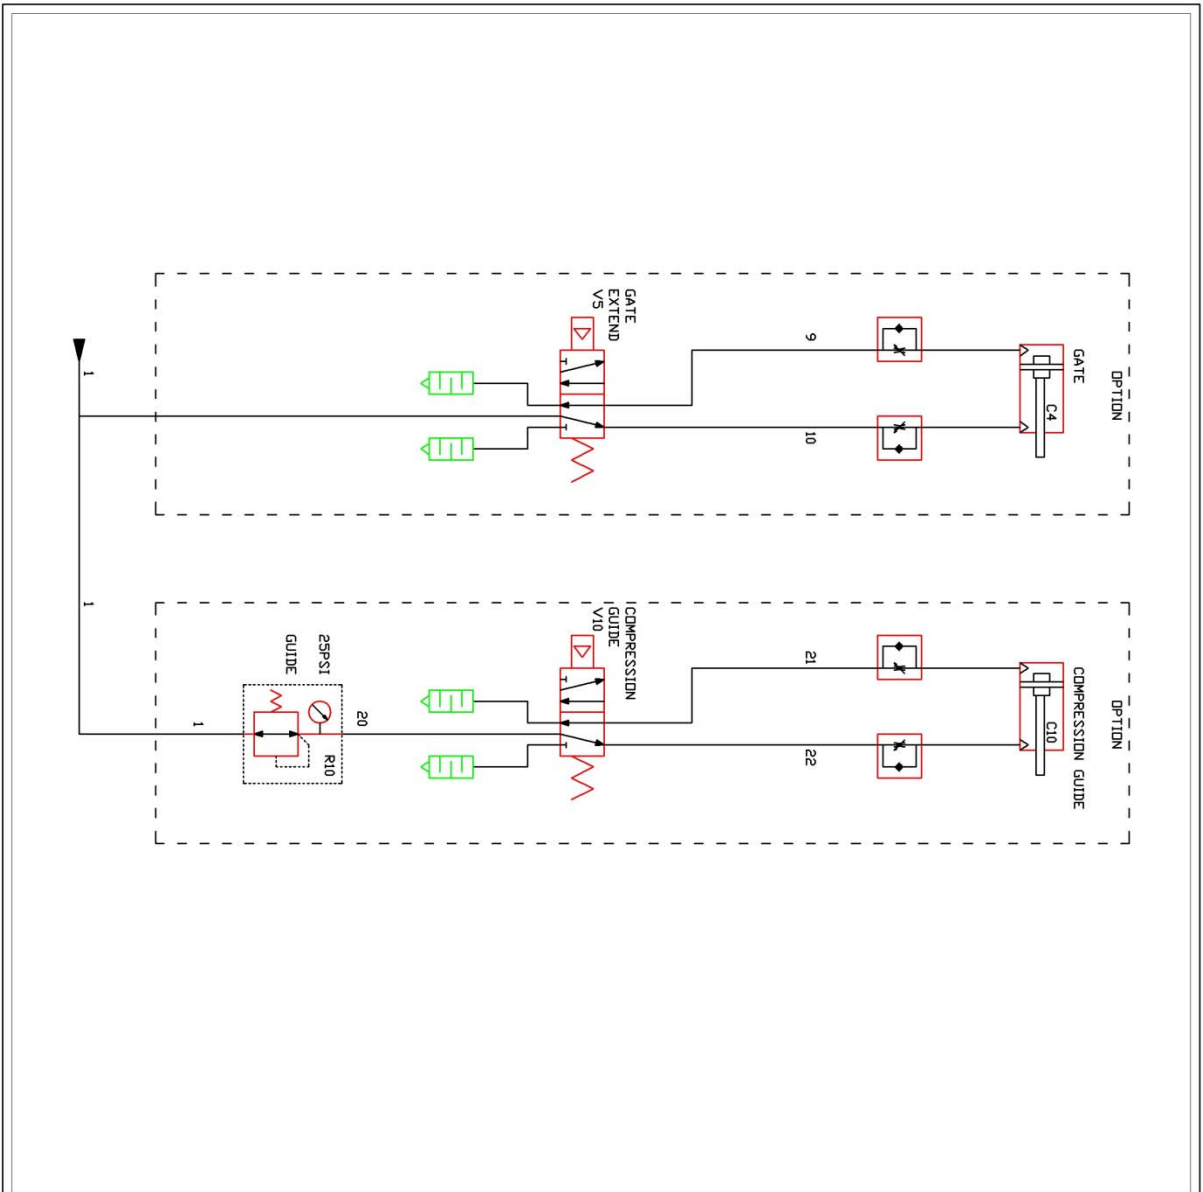 OPTION
OPTION
GATE
COMPRESSION GUIDE
C4
C10
9
10
21
22
GATE
EXTEND
V5
COMPRESSION
GUIDE
V10
20
25PSI
GUIDE
R10
1
1
1